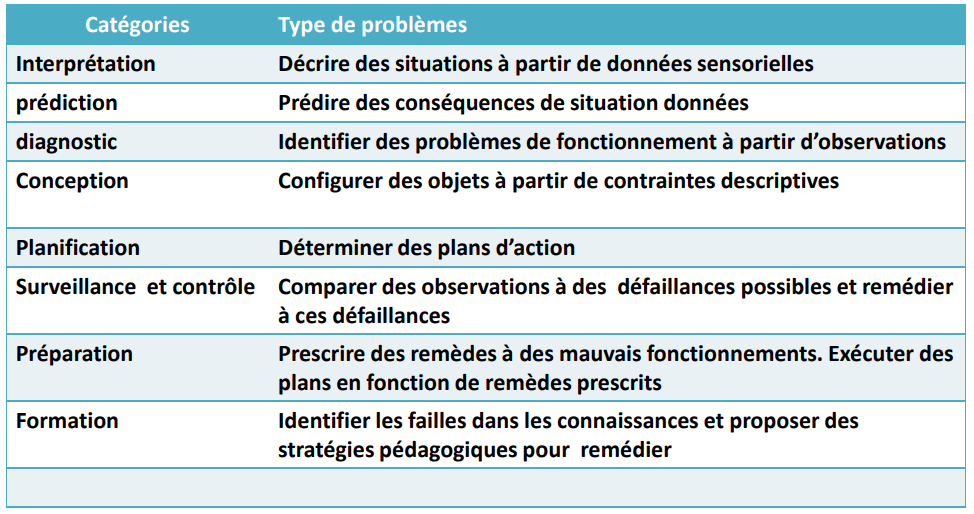 Catégories Type de problèmes
Interprétation Décrire des situations à partir de données sensorielles
prédiction Prédire des conséquences de situation données
diagnostic Identifier des problèmes de fonctionnement à partir d’observations
Conception Configurer des objets à partir de contraintes descriptives
Planification Déterminer des plans d’action
Surveillance et contrôle Comparer des observations à des défaillances possibles et remédier
à ces défaillances
Préparation Prescrire des remèdes à des mauvais fonctionnements. Exécuter des
plans en fonction de remèdes prescrits
Formation Identifier les failles dans les connaissances et proposer des
stratégies pédagogiques pour remédier